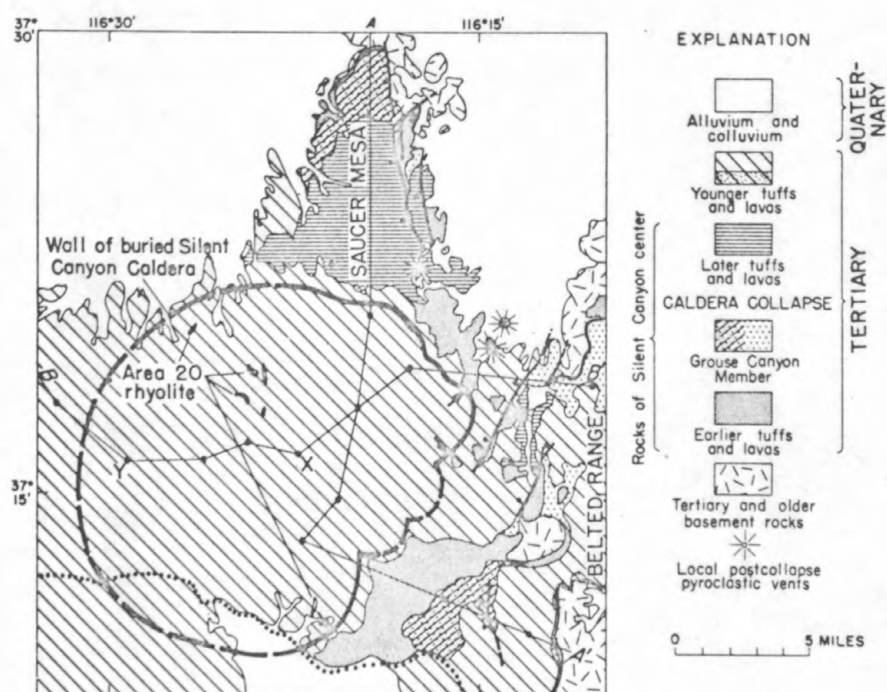 37°
30'
116°30'
A
116°15'
SAUCER MESA
Wall of buried Silent
Canyon Caldera
Area 20
rhyolite
B
Y
X
B
37°
15'
BELTED RANGE
A
EXPLANATION
Alluvium and
colluvium
QUATER-
NARY
Younger tuffs
and lavas
Later tuffs
and lavas
CALDERA COLLAPSE
Grouse Canyon
Member
Earlier tuffs
and lavas
Rocks of Silent Canyon center
TERTIARY
Tertiary and older
basement rocks
Local postcollapse
pyroclastic vents
0 5 MILES